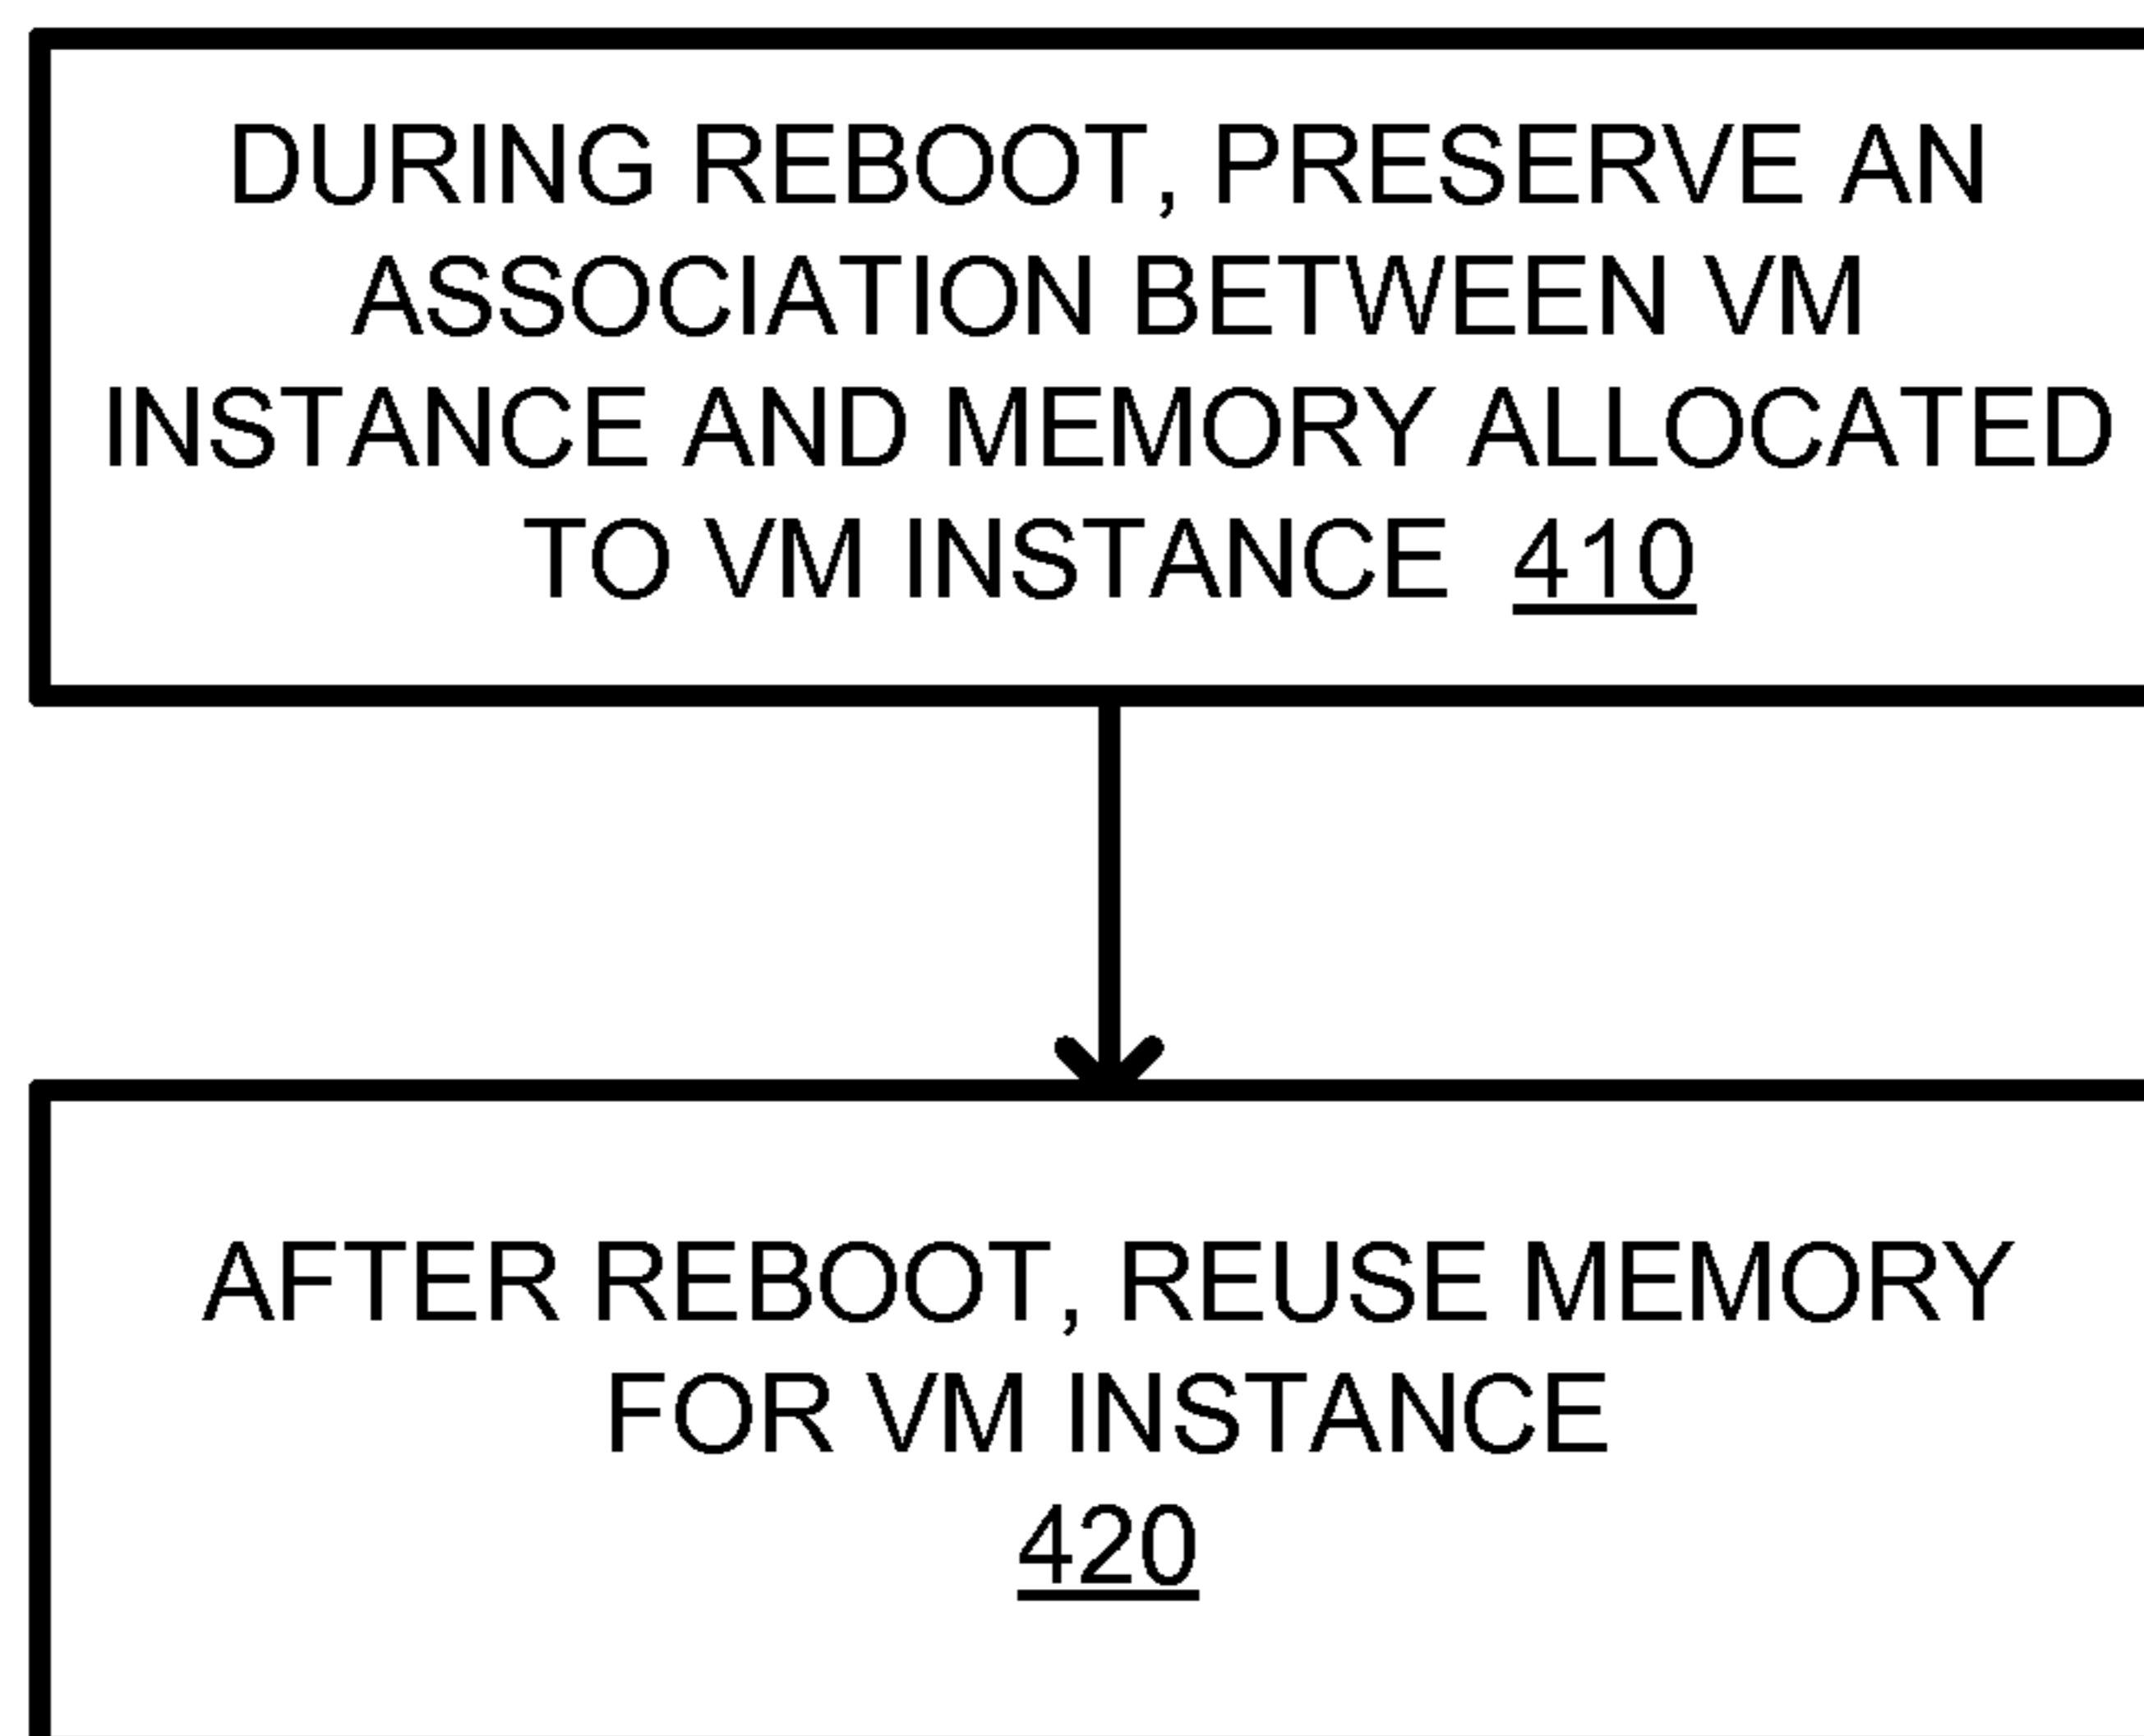 DURING REBOOT, PRESERVE AN
ASSOCIATION BETWEEN VM
INSTANCE AND MEMORY ALLOCATED
TO VM INSTANCE 410
AFTER REBOOT, REUSE MEMORY
FOR VM INSTANCE
420